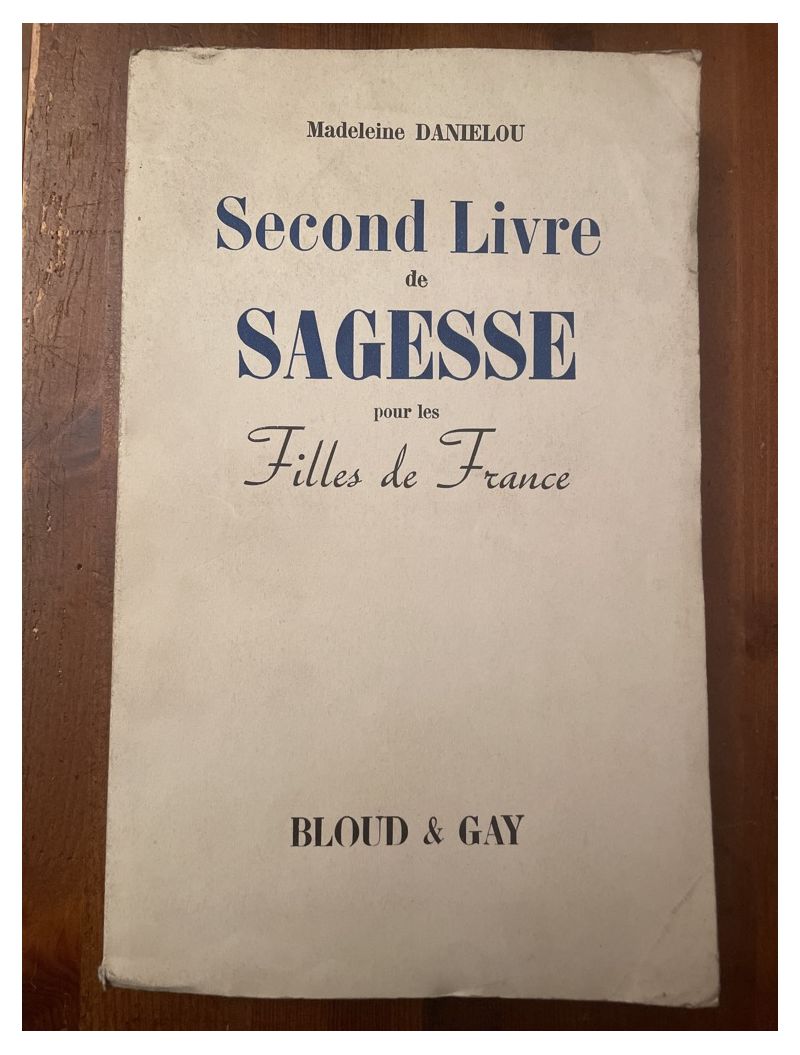 Madeleine DANIELOU
Second Livre
de
SAGESSE
pour les
Filles de France
BLOUD & GAY